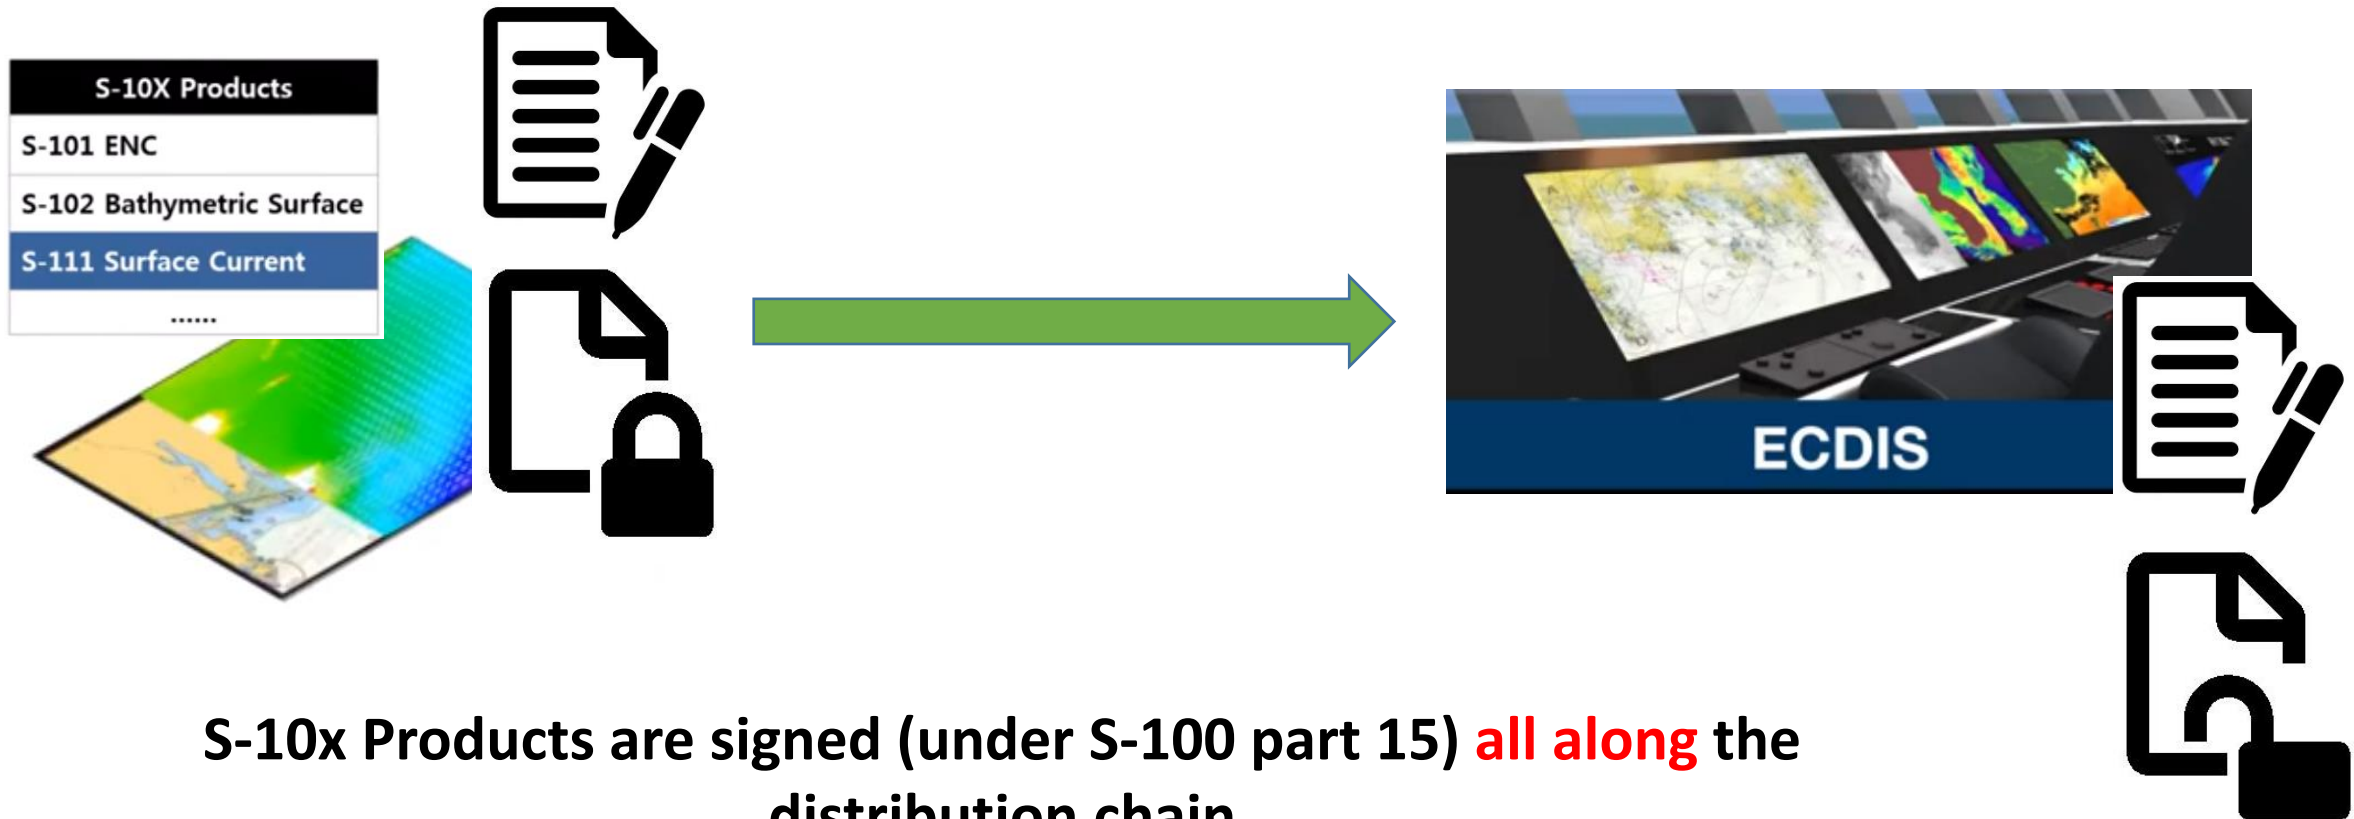 S-10X Products
S-101 ENC
S-102 Bathymetric Surface
S-111 Surface Current
......
ECDIS
S-10x Products are signed (under S-100 part 15) all along the
distribution chain